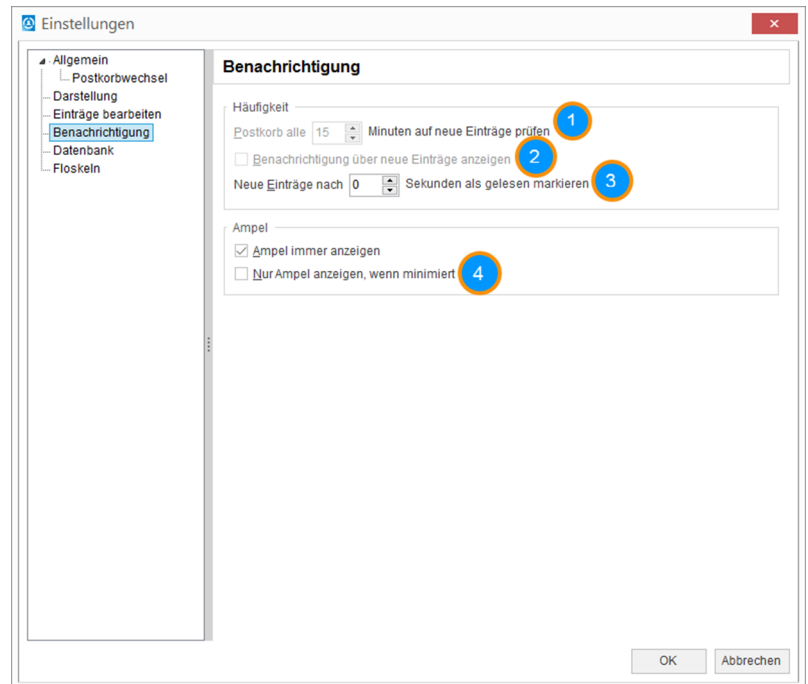 Einstellungen
Allgemein
Postkorbwechsel
Darstellung
Einträge bearbeiten
Benachrichtigung
Datenbank
Floskeln
Benachrichtigung
Häufigkeit
Postkorb alle 15 Minuten auf neue Einträge prüfen 1
Benachrichtigung über neue Einträge anzeigen 2
Neue Einträge nach 0 Sekunden als gelesen markieren 3
Ampel
Ampel immer anzeigen
Nur Ampel anzeigen, wenn minimiert 4
OK Abbrechen